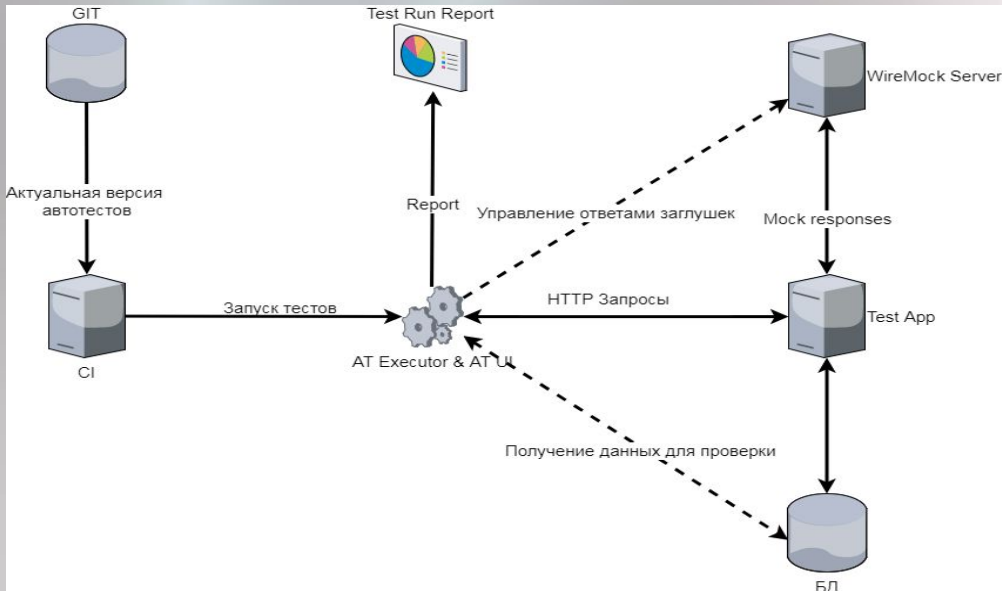 GIT
Test Run Report
WireMock Server
Актуальная версия
автотестов
Report
Управление ответами заглушек
Mock responses
Запуск тестов
HTTP Запросы
Test App
CI
AT Executor & AT UI
Получение данных для проверки
БД